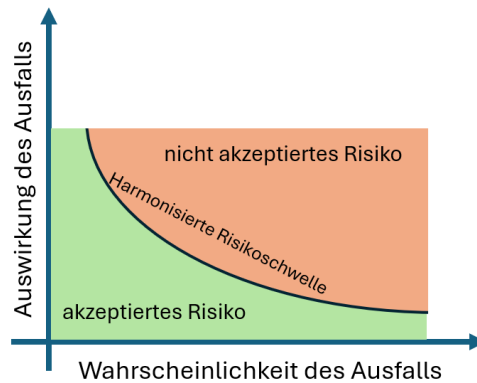 Auswirkung des Ausfalls
nicht akzeptiertes Risiko
Harmonisierte Risikoschwelle
akzeptiertes Risiko
Wahrscheinlichkeit des Ausfalls